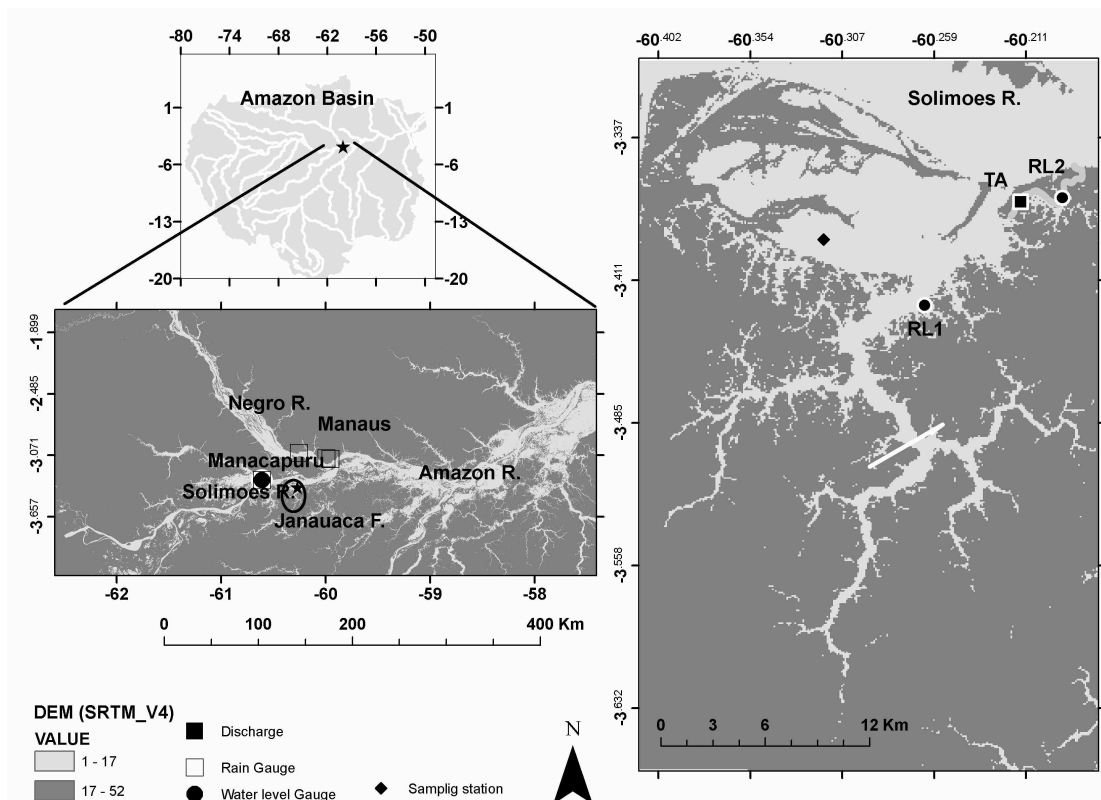 -80 -74 -68 -62 -56 -50
Amazon Basin
1 1
-6 -6
-13 -13
-20 -20
-1.899
-2.485
-3.071
-3.657
Negro R.
Manaus
Manacapuru
Amazon R.
Solimoes R.
Janauaca F.
-62 -61 -60 -59 -58
0 100 200 400 Km
DEM (SRTM_V4)
VALUE
1 - 17
17 - 52
Discharge
Rain Gauge
Water level Gauge
Samplig station
N
-60.402 -60.354 -60.307 -60.259 -60.211
-3.337
-3.411
-3.485
-3.558
-3.632
Solimoes R.
TA
RL2
RL1
0 3 6 12 Km